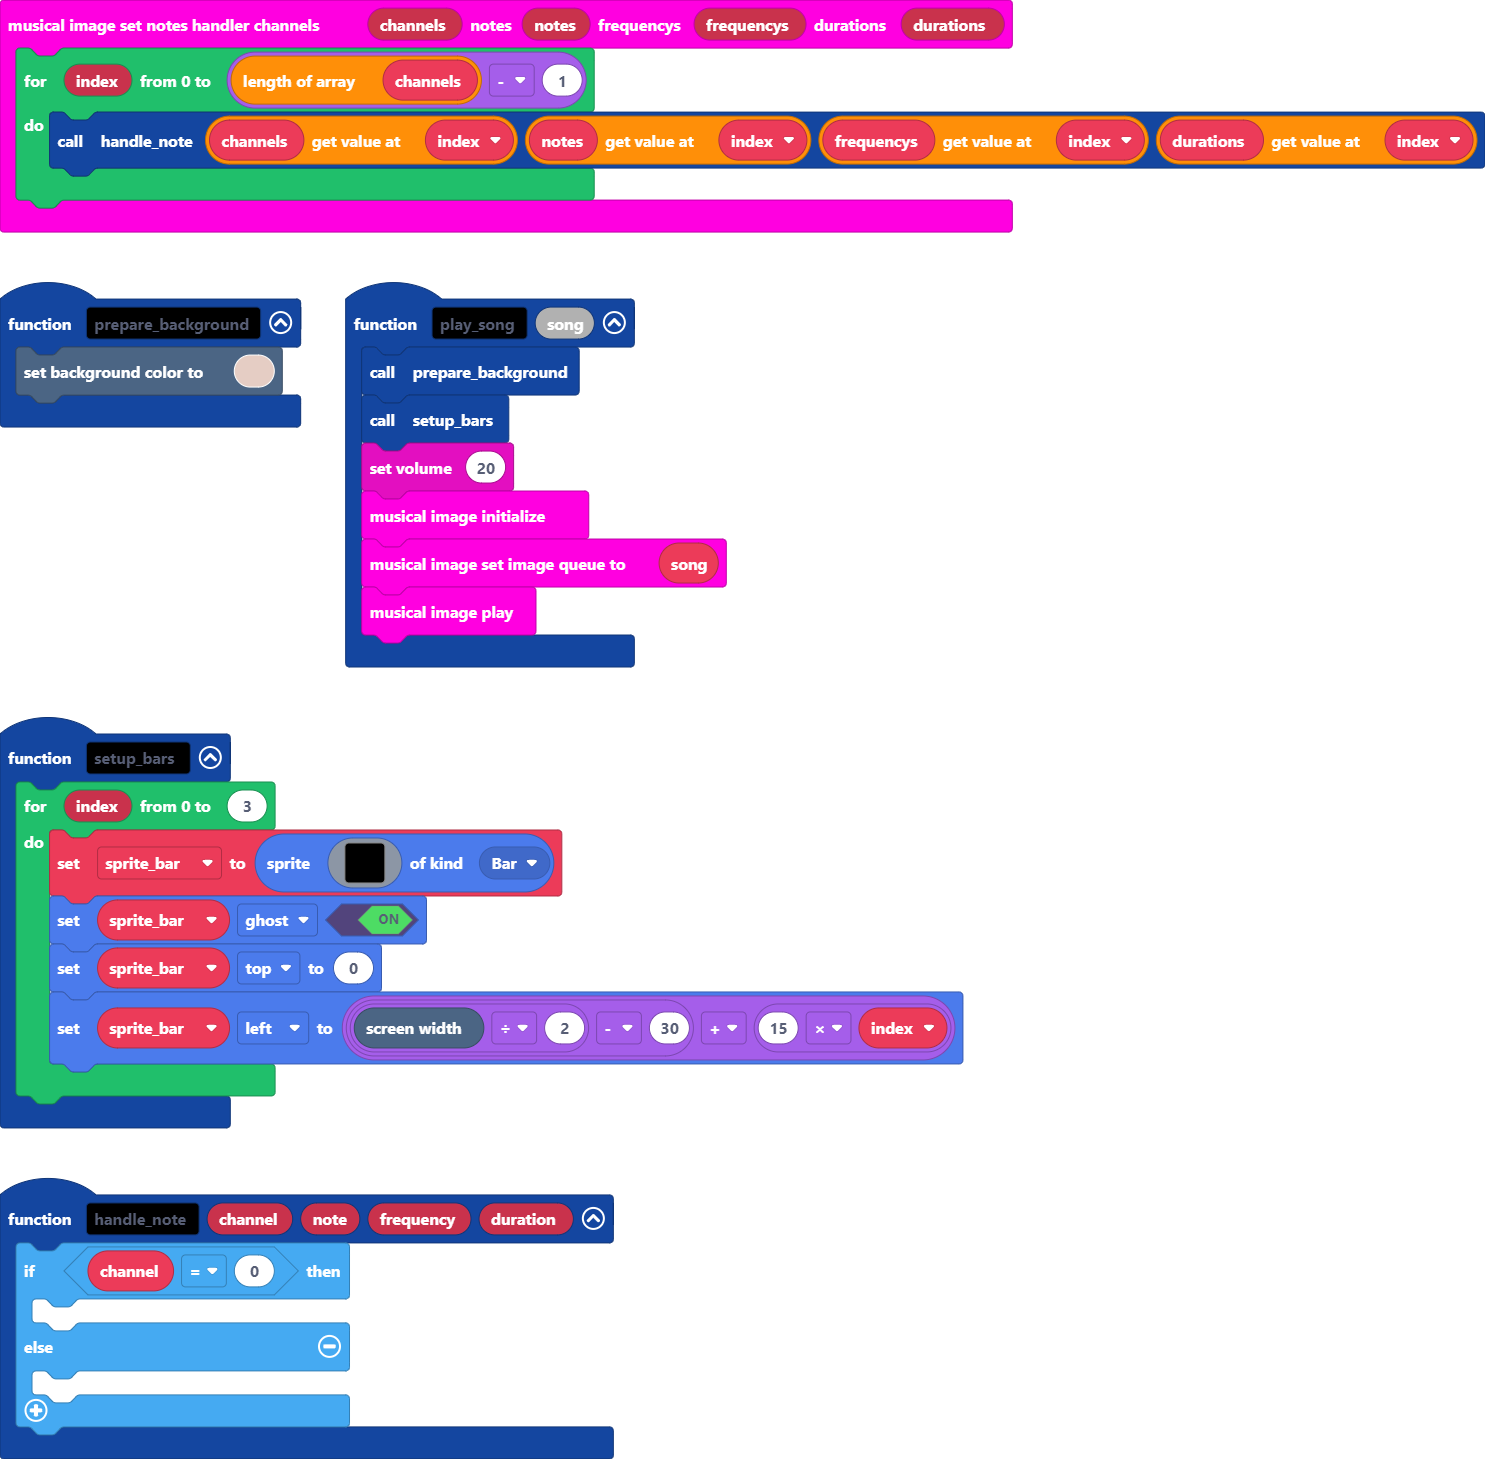 musical image set notes handler channels channels notes notes frequencys frequencys durations durations
for index from 0 to length of array channels - 1
do
call handle_note channels get value at index notes get value at index frequencys get value at index durations get value at index
function prepare_background
set background color to
function play_song song
call prepare_background
call setup_bars
set volume 20
musical image initialize
musical image set image queue to song
musical image play
function setup_bars
for index from 0 to 3
do
set sprite_bar to sprite of kind Bar
set sprite_bar ghost ON
set sprite_bar top to 0
set sprite_bar left to screen width ÷ 2 - 30 + 15 × index
function handle_note channel note frequency duration
if channel = 0 then
else